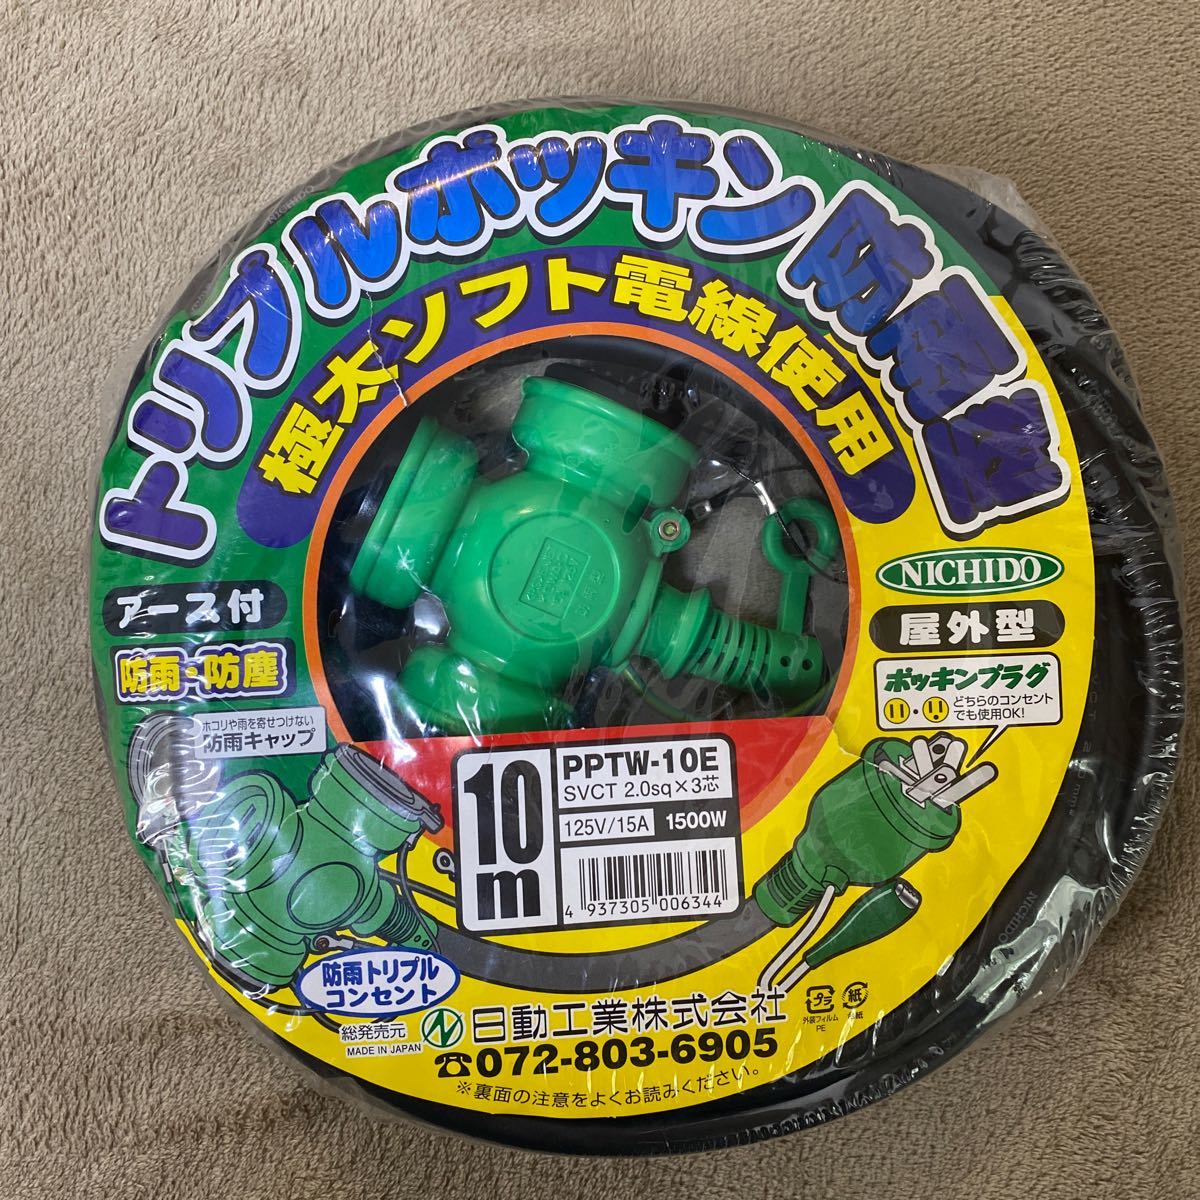 トリプルポッキン防雨型
極太ソフト電線使用
アース付
防雨・防塵
ホコリや雨を寄せつけない
防雨キャップ
NICHIDO
屋外型
ポッキンプラグ
どちらのコンセント
でも使用OK!
10m
PPTW-10E
SVCT 2.0sq×3芯
125V/15A 1500W
4 937305 006344
防雨トリプル
コンセント
総発売元
MADE IN JAPAN
日動工業株式会社
☎072-803-6905
※裏面の注意をよくお読みください。
プラ
外装フィルム
PE
紙
NICHIDO
NICHIDO